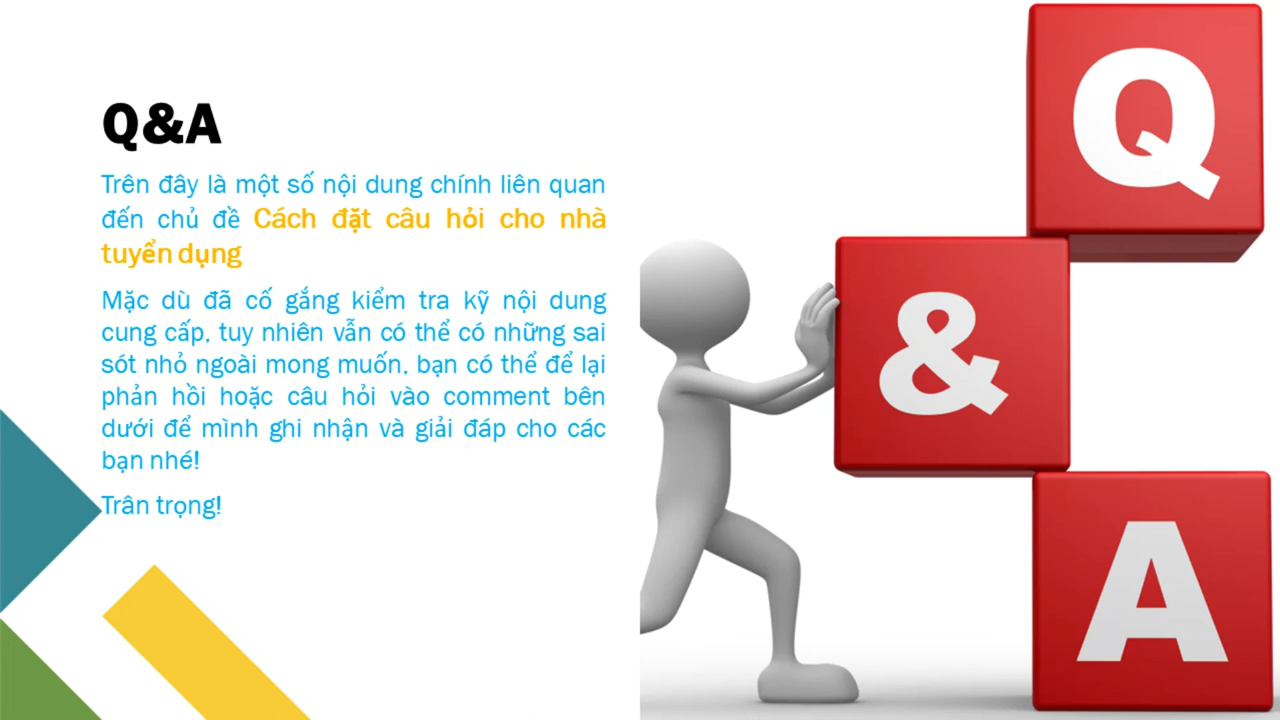 Q&A
Trên đây là một số nội dung chính liên quan
đến chủ đề Cách đặt câu hỏi cho nhà
tuyển dụng
Mặc dù đã cố gắng kiểm tra kỹ nội dung
cung cấp, tuy nhiên vẫn có thể có những sai
sót nhỏ ngoài mong muốn, bạn có thể để lại
phản hồi hoặc câu hỏi vào comment bên
dưới để mình ghi nhận và giải đáp cho các
bạn nhé!
Trân trọng!
Q
&
A